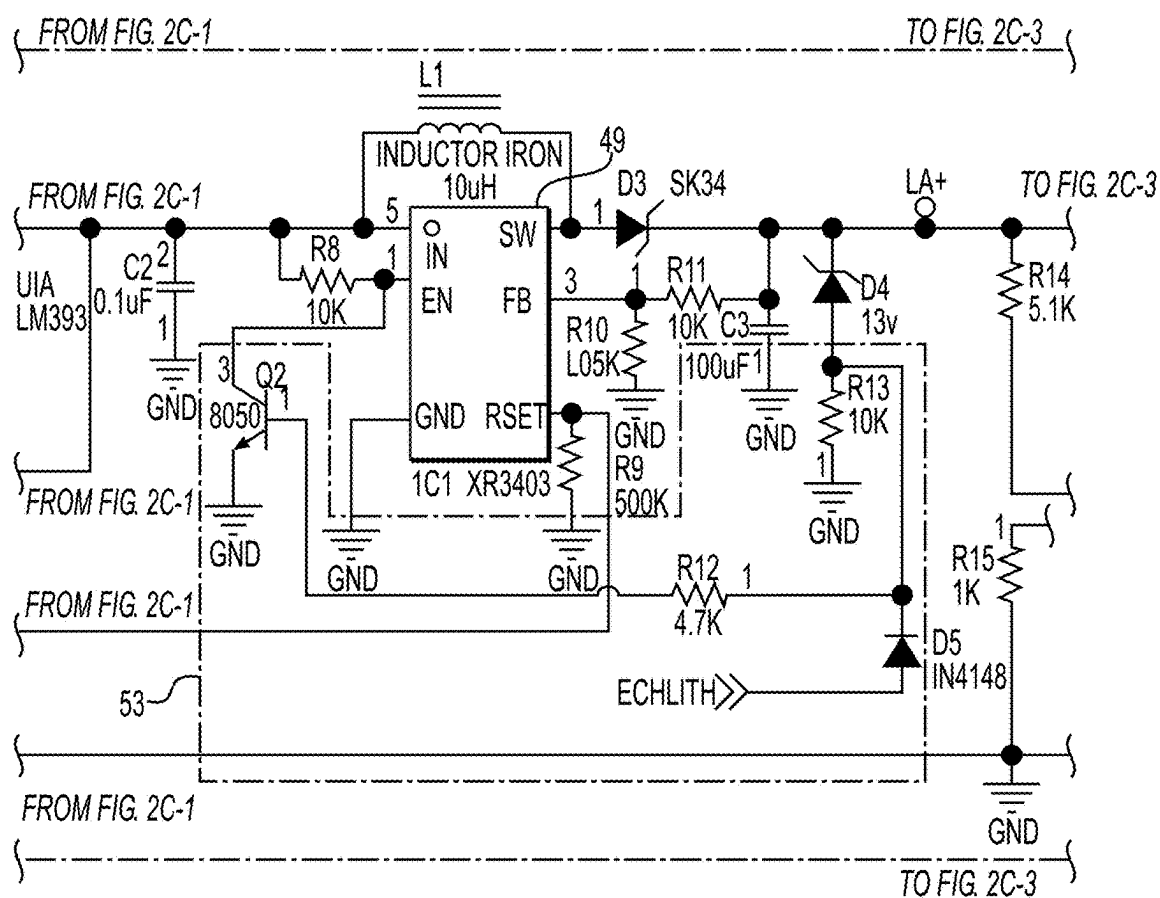 FROM FIG. 2C-1
TO FIG. 2C-3
L1
INDUCTOR IRON
10uH
49
FROM FIG. 2C-1
D3
SK34
LA+
TO FIG. 2C-3
5
IN
SW
1
2
C2
0.1uF
1
GND
UIA
LM393
R8
10K
1
EN
FB
3
1
R11
10K
R10
L05K
GND
C3
100uF
1
GND
D4
13v
R14
5.1K
3
Q2
8050
1
GND
GND
RSET
1C1 XR3403
R9
500K
GND
GND
R13
10K
1
GND
FROM FIG. 2C-1
1
R15
1K
R12
4.7K
1
FROM FIG. 2C-1
D5
IN4148
ECHLITH
53
FROM FIG. 2C-1
GND
TO FIG. 2C-3